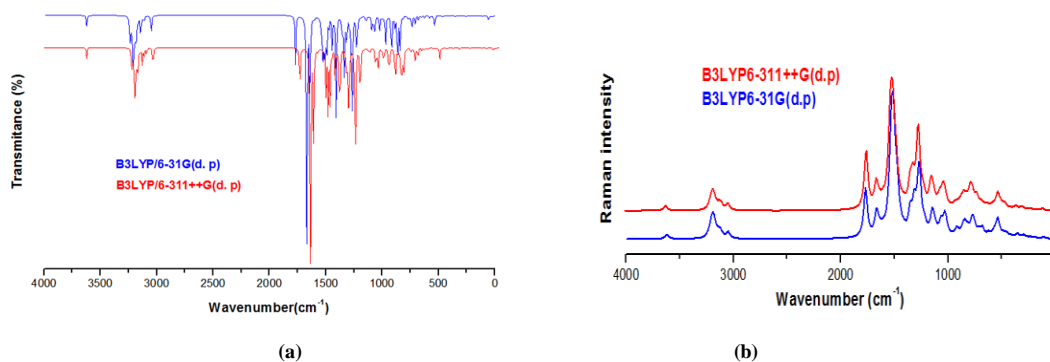 Transmitance (%)
B3LYP/6-31G(d. p)
B3LYP/6-311++G(d. p)
4000 3500 3000 2500 2000 1500 1000 500 0
Wavenumber(cm-1)
(a)
Raman intensity
B3LYP6-311++G(d.p)
B3LYP6-31G(d.p)
4000 3000 2000 1000
Wavenumber (cm-1)
(b)